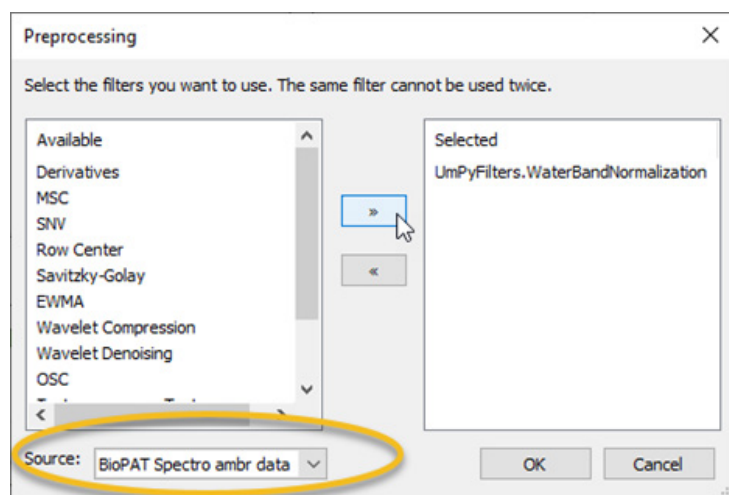 Preprocessing
Select the filters you want to use. The same filter cannot be used twice.
Available
Derivatives
MSC
SNV
Row Center
Savitzky-Golay
EWMA
Wavelet Compression
Wavelet Denoising
OSC
»
«
Selected
UmPyFilters.WaterBandNormalization
Source: BioPAT Spectro ambr data
OK Cancel